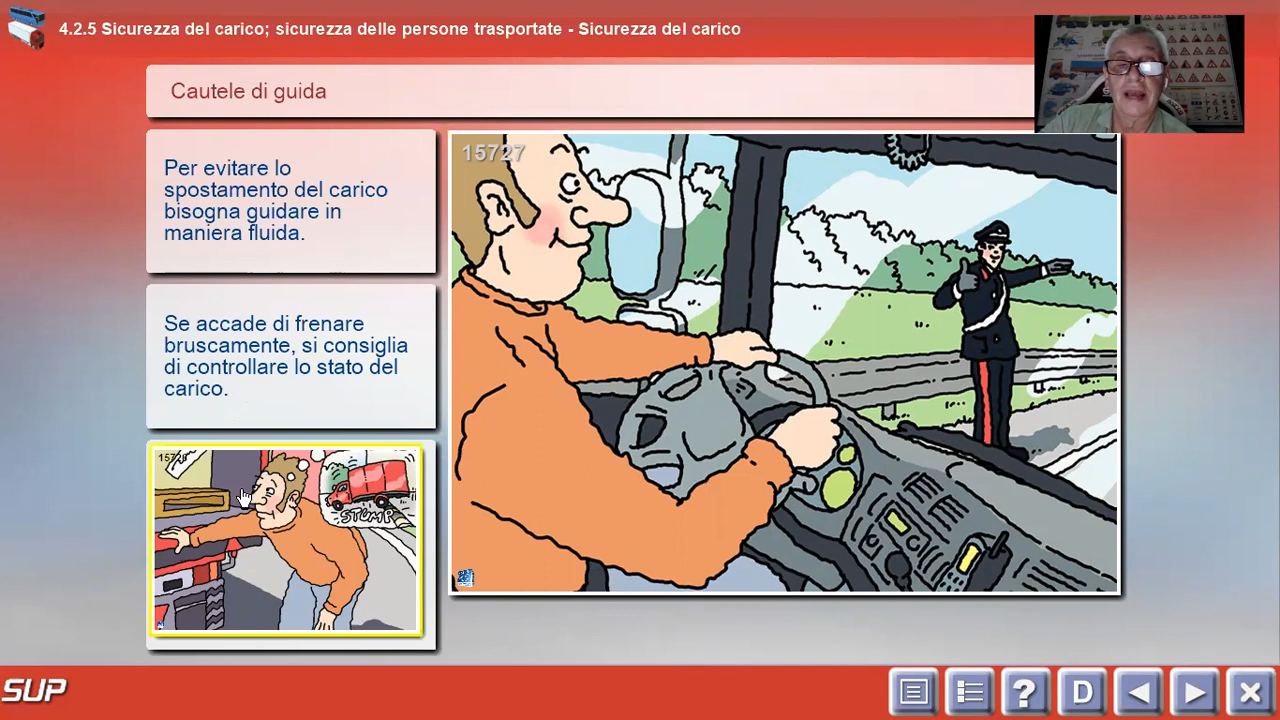 4.2.5 Sicurezza del carico; sicurezza delle persone trasportate - Sicurezza del carico
Cautele di guida
Per evitare lo
spostamento del carico
bisogna guidare in
maniera fluida.
15727
Se accade di frenare
bruscamente, si consiglia
di controllare lo stato del
carico.
STUMP
SUP
?
D